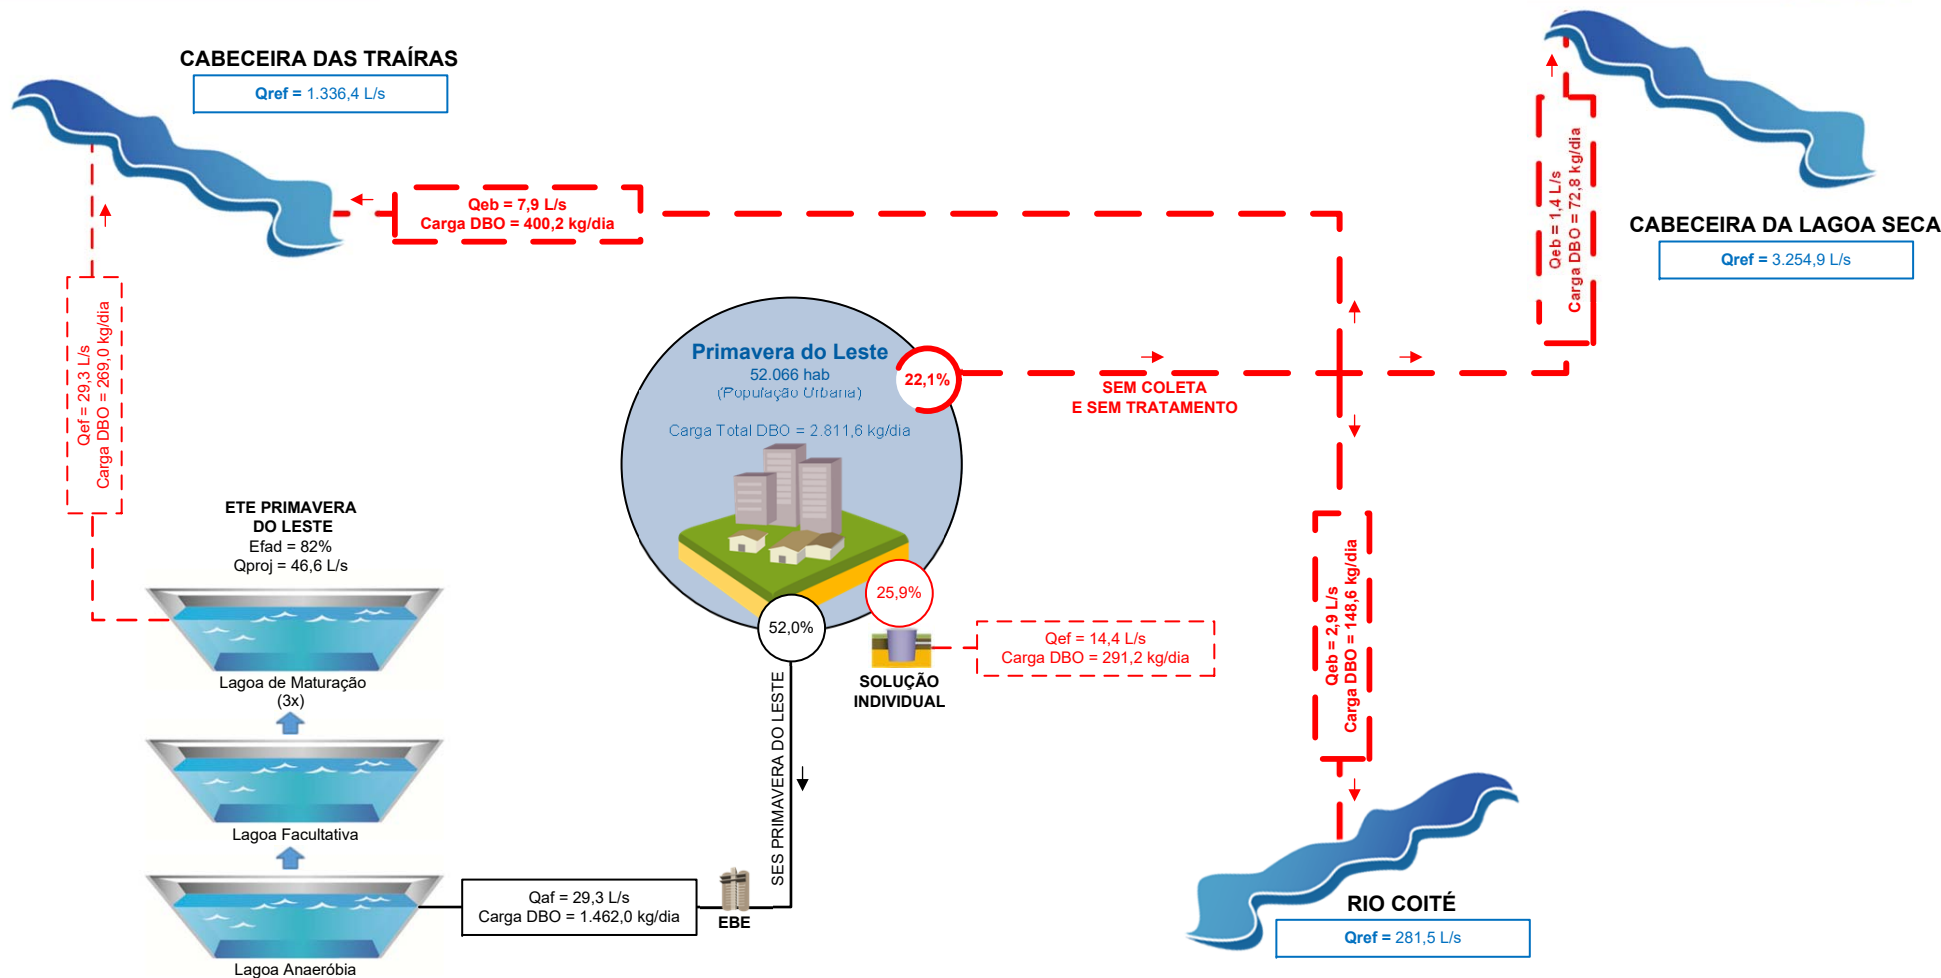 CABECEIRA DAS TRAÍRAS
Qref = 1.336,4 L/s
Qeb = 7,9 L/s
Carga DBO = 400,2 kg/dia
Qeb = 1,4 L/s
Carga DBO = 72,8 kg/dia
CABECEIRA DA LAGOA SECA
Qref = 3.254,9 L/s
Qef = 29,3 L/s
Carga DBO = 269,0 kg/dia
Primavera do Leste
52.066 hab
(População Urbana)
Carga Total DBO = 2.811,6 kg/dia
22,1%
SEM COLETA
E SEM TRATAMENTO
ETE PRIMAVERA
DO LESTE
Efad = 82%
Qproj = 46,6 L/s
25,9%
52,0%
Qef = 14,4 L/s
Carga DBO = 291,2 kg/dia
SOLUÇÃO
INDIVIDUAL
Qeb = 2,9 L/s
Carga DBO = 148,6 kg/dia
Lagoa de Maturação
(3x)
SES PRIMAVERA DO LESTE
Lagoa Facultativa
Qaf = 29,3 L/s
Carga DBO = 1.462,0 kg/dia
EBE
RIO COITÉ
Qref = 281,5 L/s
Lagoa Anaeróbia